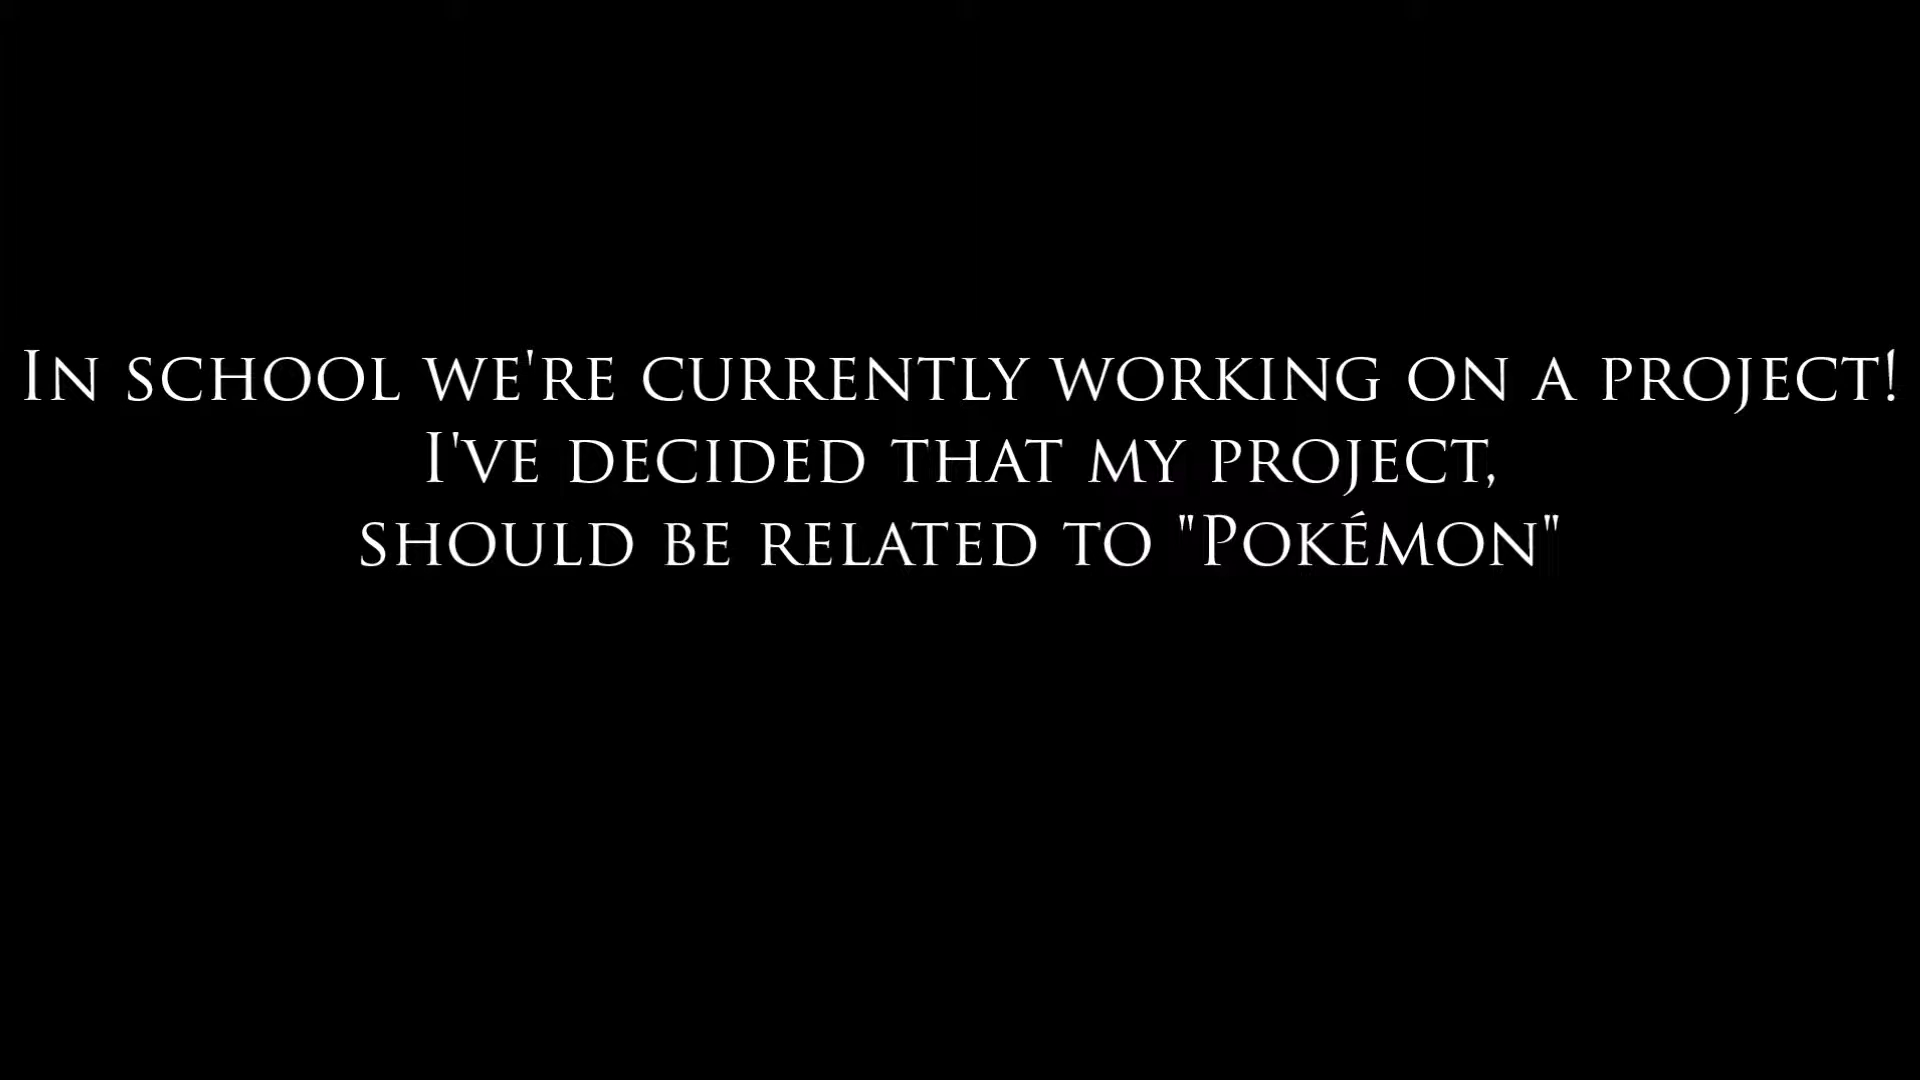 In school we're currently working on a project!
I've decided that my project,
should be related to "Pokémon"